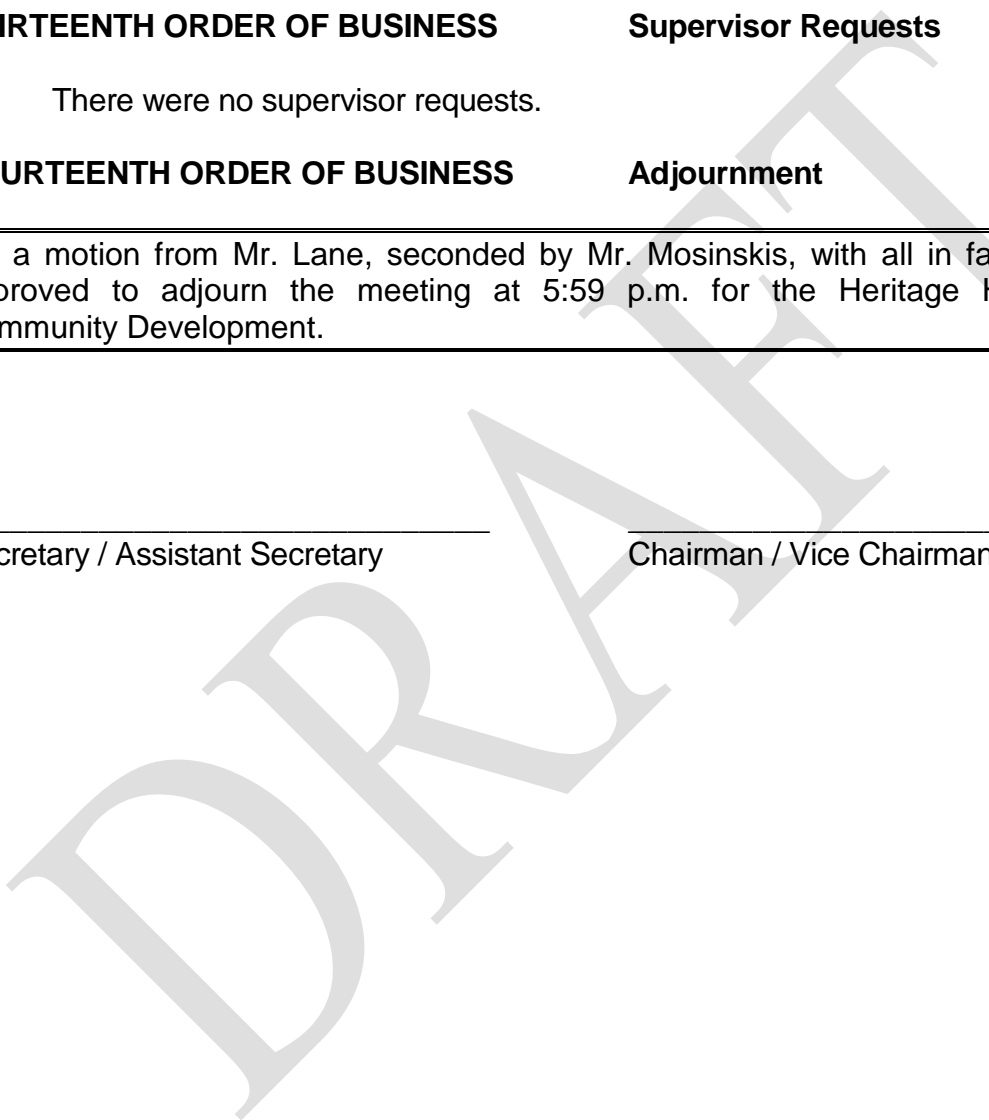 IRTEENTH ORDER OF BUSINESS Supervisor Requests
There were no supervisor requests.
URTEENTH ORDER OF BUSINESS Adjournment
a motion from Mr. Lane, seconded by Mr. Mosinskis, with all in fa
proved to adjourn the meeting at 5:59 p.m. for the Heritage H
mmunity Development.
cretary / Assistant Secretary Chairman / Vice Chairman
DRAFT